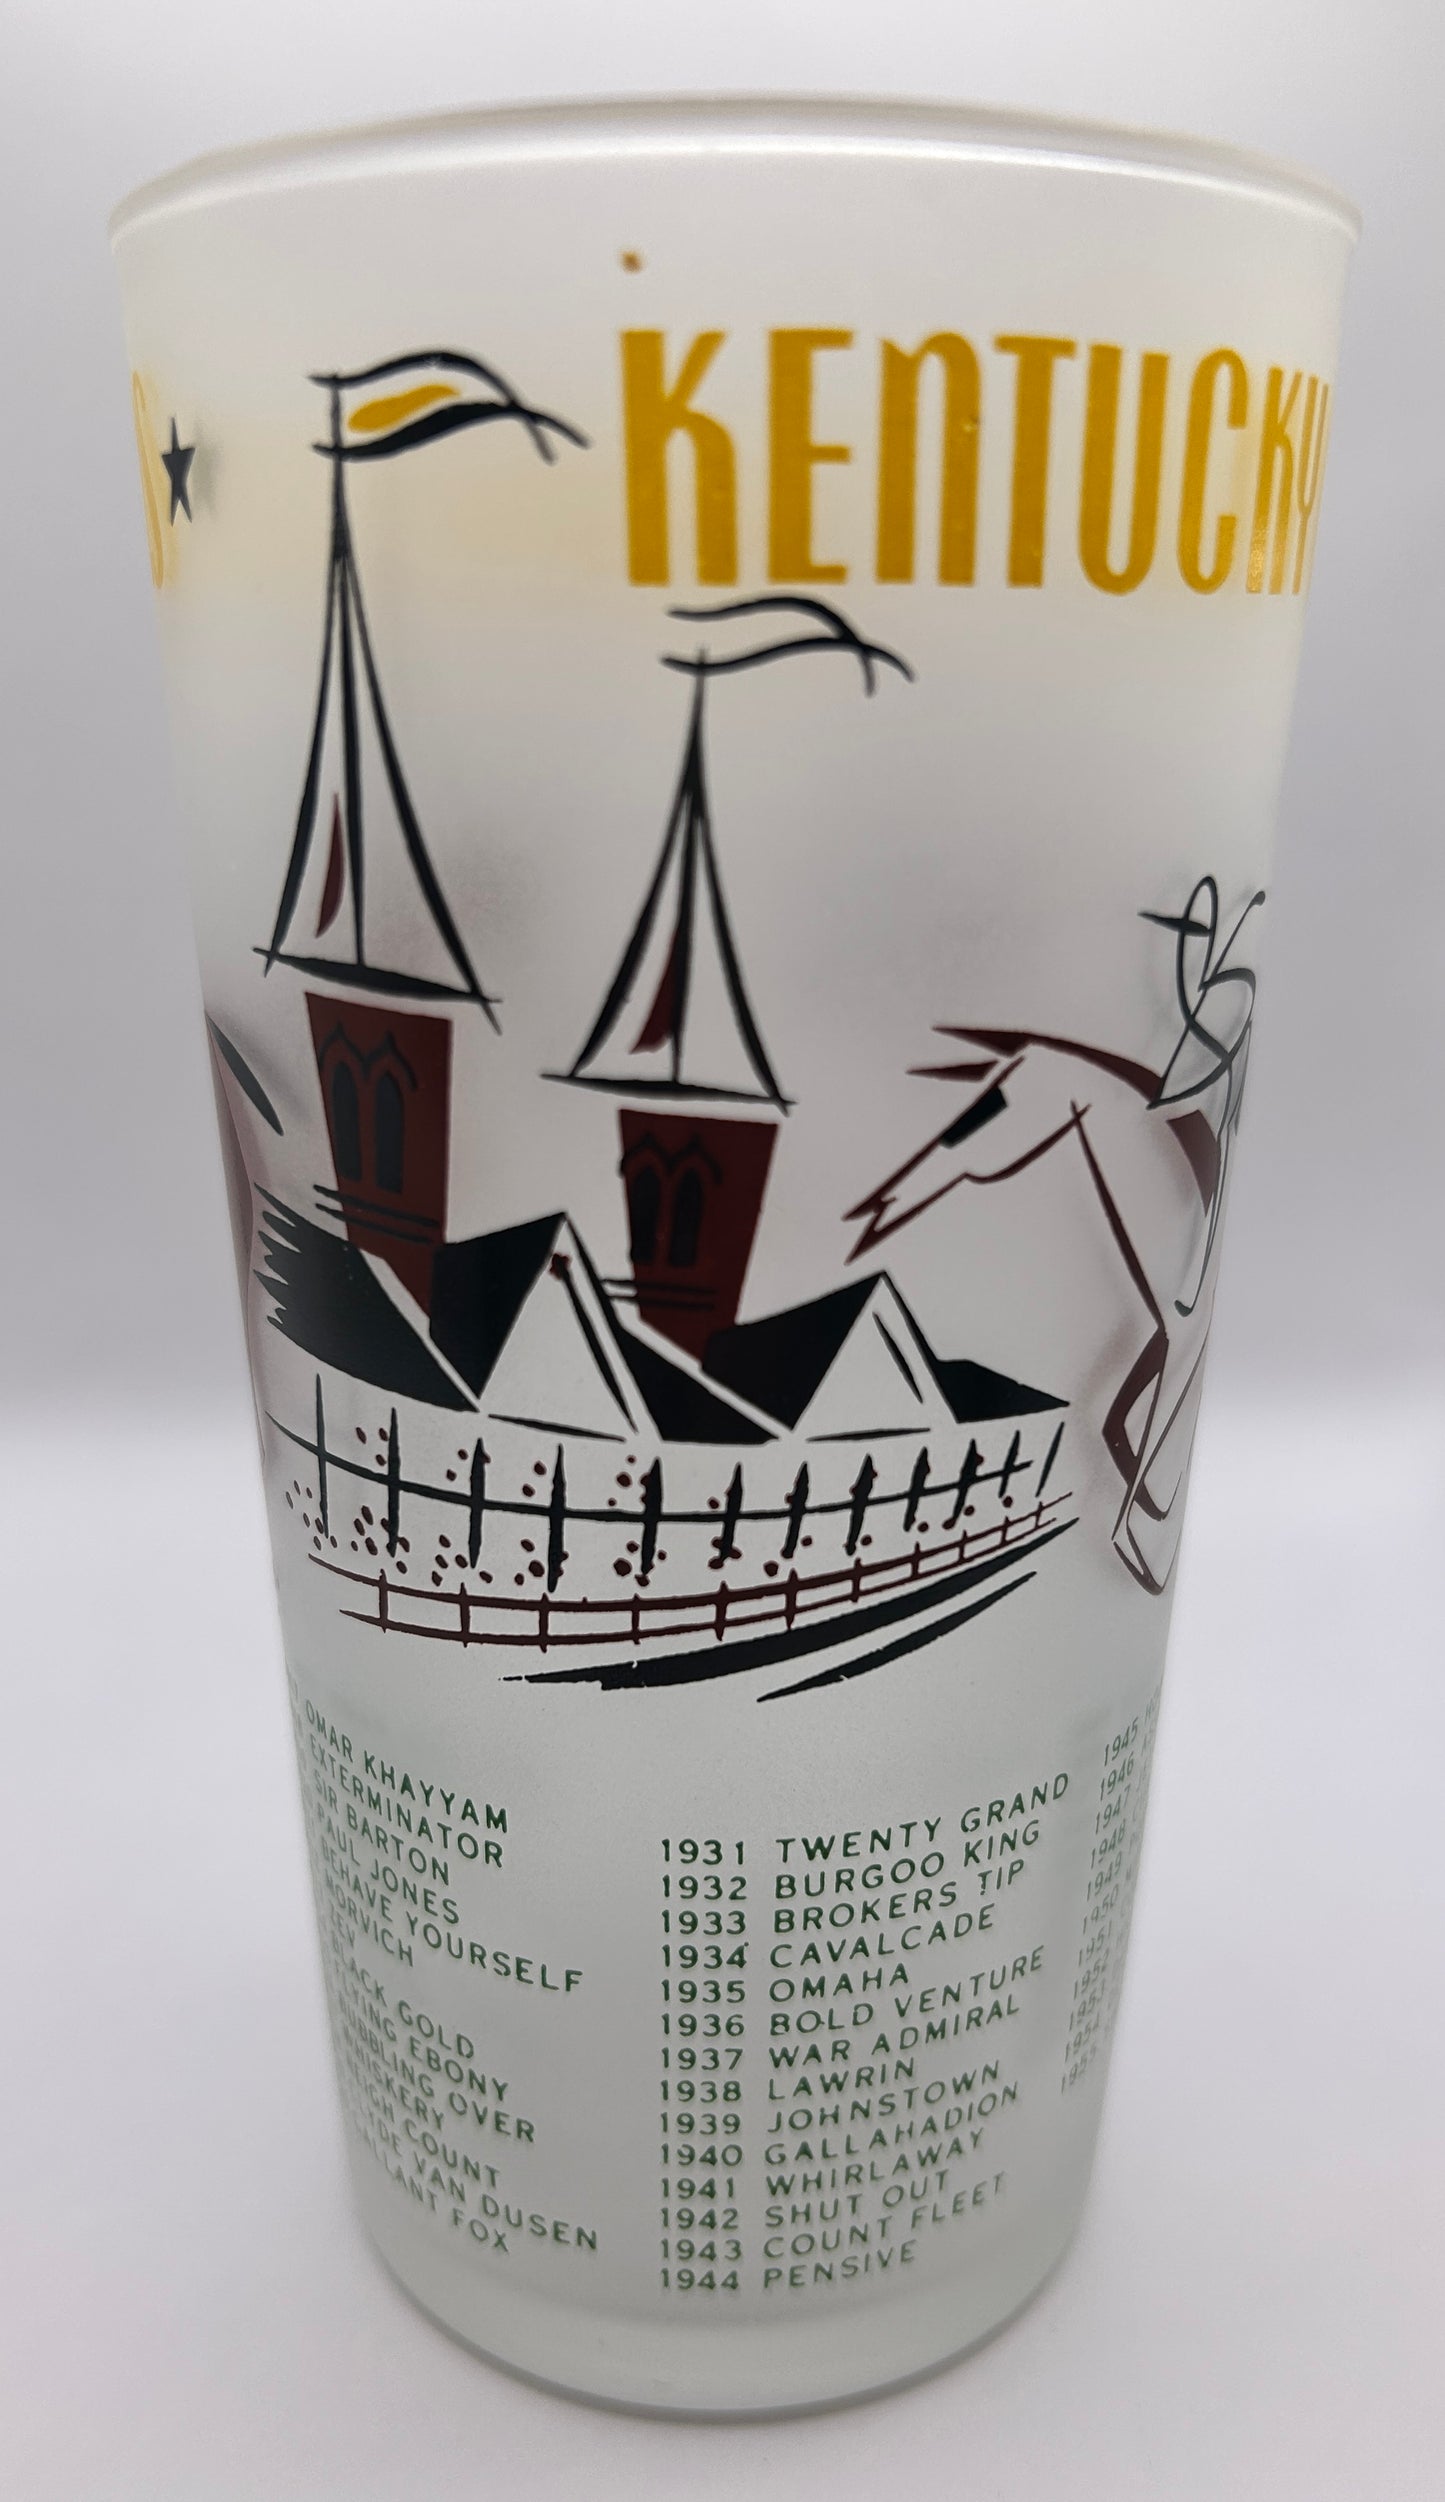 KENTUCKY
OMAR KHAYYAM
EXTERMINATOR
SIR BARTON
PAUL JONES
BEHAVE YOURSELF
MORVICH
ZEV
BLACK GOLD
FLYING EBONY
BUBBLING OVER
WHISKERY
REIGH COUNT
CLYDE VAN DUSEN
GALLANT FOX
1931 TWENTY GRAND
1932 BURGOO KING
1933 BROKERS TIP
1934 CAVALCADE
1935 OMAHA
1936 BOLD VENTURE
1937 WAR ADMIRAL
1938 LAWRIN
1939 JOHNSTOWN
1940 GALLAHADION
1941 WHIRLAWAY
1942 SHUT OUT
1943 COUNT FLEET
1944 PENSIVE
1945
1946
1947
1948
1949
1950
1951
1952
1953
1954
1955